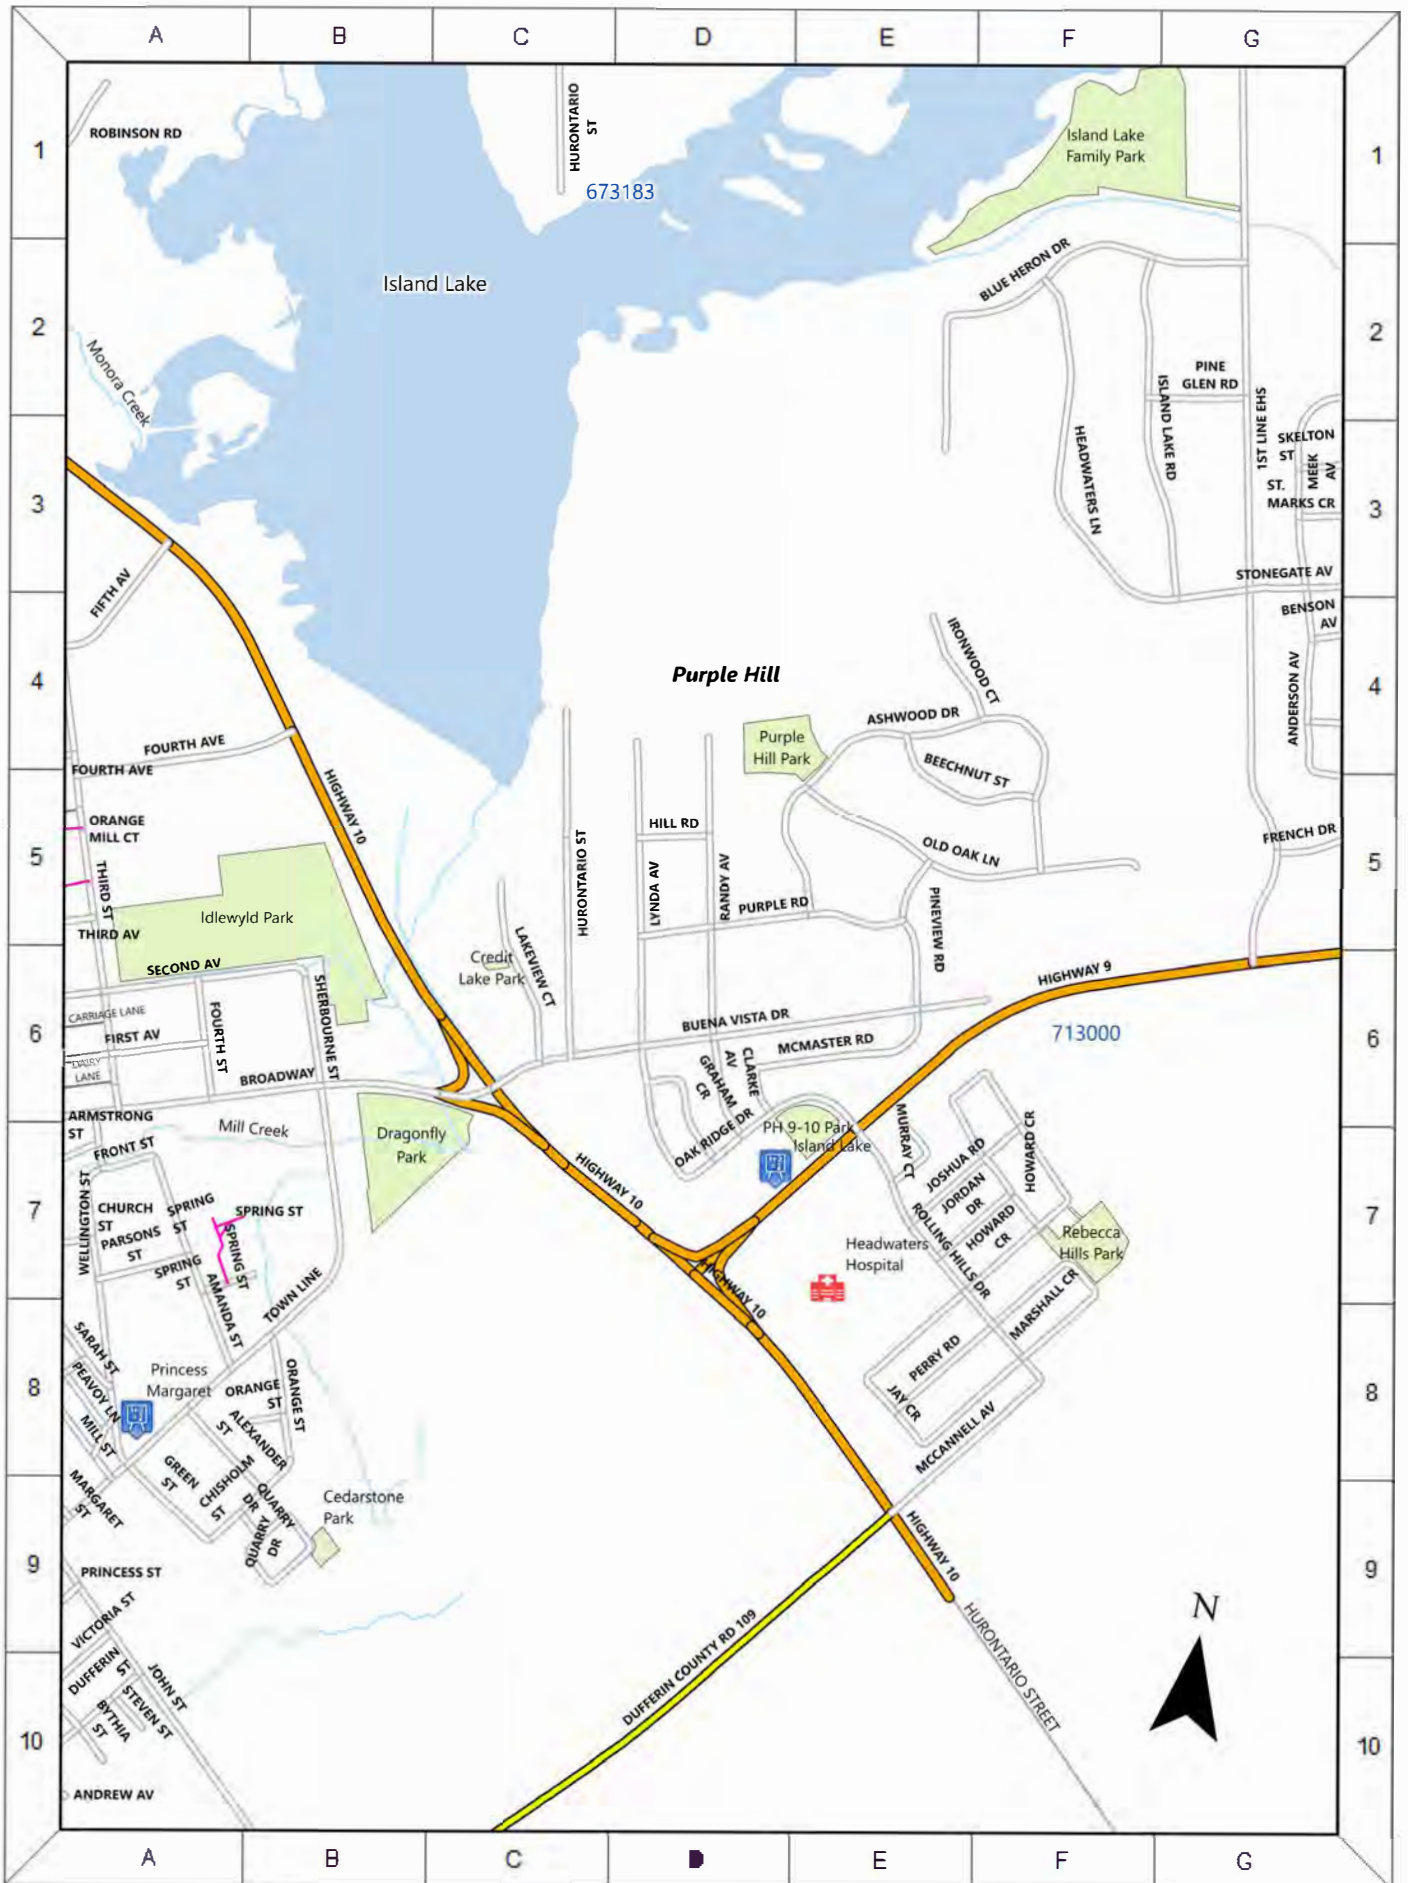 A B C D E F G
1
ROBINSON RD
HURONTARIO
ST
673183
Island Lake
Family Park
1
2
Island Lake
Monora Creek
BLUE HERON DR
PINE
GLEN RD
ISLAND LAKE RD
1ST LINE EHS
2
3
FIFTH AV
HEADWATERS LN
SKELTON
ST
MEEK
AV
ST.
MARKS CR
STONEGATE AV
3
4
Purple Hill
IRONWOOD CT
ASHWOOD DR
BENSON
AV
ANDERSON AV
Purple
Hill Park
BEECHNUT ST
FOURTH AVE
FOURTH AVE
4
5
HIGHWAY 10
ORANGE
MILL CT
THIRD ST
THIRD AV
Idlewyld Park
HURONTARIO ST
HILL RD
LYNDA AV
RANDY AV
PURPLE RD
OLD OAK LN
PINEVIEW RD
FRENCH DR
5
6
SECOND AV
CARRIAGE LANE
FIRST AV
DAIRY
LANE
FOURTH ST
SHERBOURNE ST
BROADWAY
Credit
Lake Park
LAKEVIEW CT
BUENA VISTA DR
MCMASTER RD
HIGHWAY 9
713000
GRAHAM
CR
CLARKE
AV
6
7
ARMSTRONG
ST
FRONT ST
Mill Creek
Dragonfly
Park
OAK RIDGE DR
PH 9-10 Park
Island Lake
MURRAY CT
JOSHUA RD
HOWARD CR
JORDAN
DR
HOWARD
CR
ROLLING HILLS DR
Rebecca
Hills Park
WELLINGTON ST
CHURCH
ST
PARSONS
ST
SPRING
ST
SPRING ST
SPRING ST
SPRING
ST
AMANDA ST
TOWN LINE
HIGHWAY 10
HIGHWAY 10
Headwaters
Hospital
7
8
SARAH ST
PEAVOY LN
MILL ST
Princess
Margaret
ORANGE
ST
ORANGE ST
ALEXANDER
ST
MARSHALL CR
PERRY RD
JAY CR
MCCANNELL AV
8
9
MARGARET
ST
GREEN
ST
CHISHOLM
ST
QUARRY
DR
QUARRY
DR
Cedarstone
Park
PRINCESS ST
VICTORIA ST
HIGHWAY 10
HURONTARIO STREET
N
9
10
DUFFERIN
ST
JOHN ST
STEVEN ST
BYTHIA
ST
ANDREW AV
DUFFERIN COUNTY RD 109
10
A B C D E F G